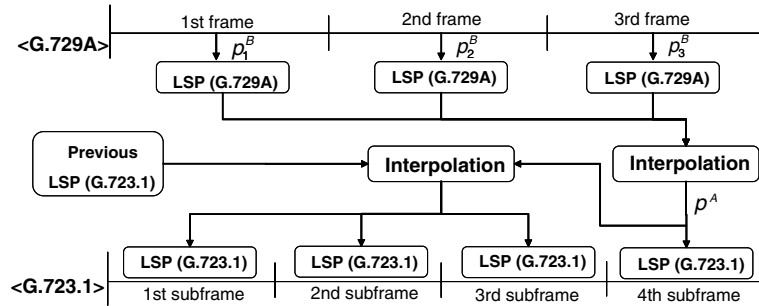 1st frame 2nd frame 3rd frame
<G.729A>
p₁ᴮ p₂ᴮ p₃ᴮ
LSP (G.729A) LSP (G.729A) LSP (G.729A)
Previous
LSP (G.723.1)
Interpolation Interpolation
pᴬ
LSP (G.723.1) LSP (G.723.1) LSP (G.723.1) LSP (G.723.1)
<G.723.1>
1st subframe 2nd subframe 3rd subframe 4th subframe